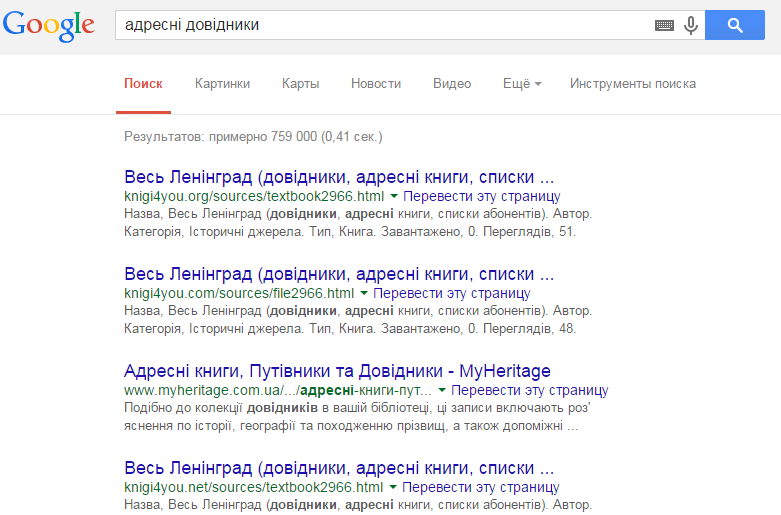 Google
адресні довідники
Поиск Картинки Карты Новости Видео Ещё Инструменты поиска
Результатов: примерно 759 000 (0,41 сек.)
Весь Ленінград (довідники, адресні книги, списки ...
knigi4you.org/sources/textbook2966.html Перевести эту страницу
Назва, Весь Ленінград (довідники, адресні книги, списки абонентів). Автор.
Категорія, Історичні джерела. Тип, Книга. Завантажено, 0. Переглядів, 51.
Весь Ленінград (довідники, адресні книги, списки ...
knigi4you.com/sources/file2966.html Перевести эту страницу
Назва, Весь Ленінград (довідники, адресні книги, списки абонентів). Автор.
Категорія, Історичні джерела. Тип, Книга. Завантажено, 0. Переглядів, 48.
Адресні книги, Путівники та Довідники - MyHeritage
www.myheritage.com.ua/.../адресні-книги-пут... Перевести эту страницу
Подібно до колекції довідників в вашій бібліотеці, ці записи включають роз'
яснення по історії, географії та походженню прізвищ, а також допоміжні ...
Весь Ленінград (довідники, адресні книги, списки ...
knigi4you.net/sources/textbook2966.html Перевести эту страницу
Назва, Весь Ленінград (довідники, адресні книги, списки абонентів). Автор.